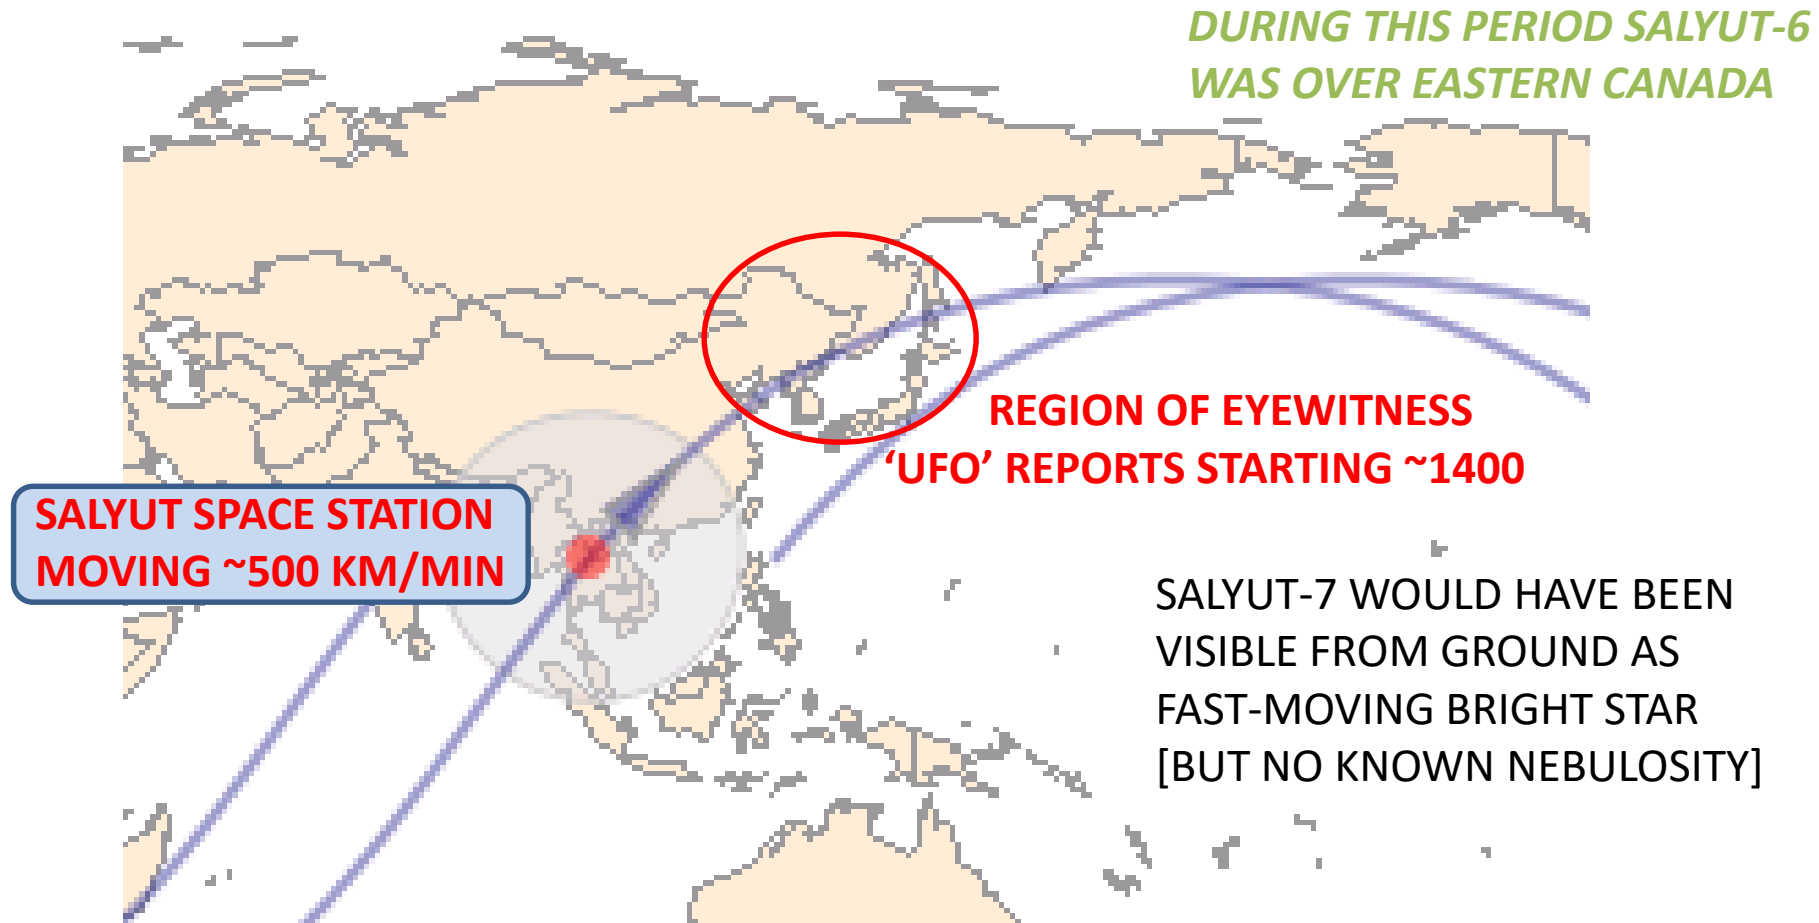 DURING THIS PERIOD SALYUT-6
WAS OVER EASTERN CANADA
REGION OF EYEWITNESS
‘UFO’ REPORTS STARTING ~1400
SALYUT SPACE STATION
MOVING ~500 KM/MIN
SALYUT-7 WOULD HAVE BEEN
VISIBLE FROM GROUND AS
FAST-MOVING BRIGHT STAR
[BUT NO KNOWN NEBULOSITY]